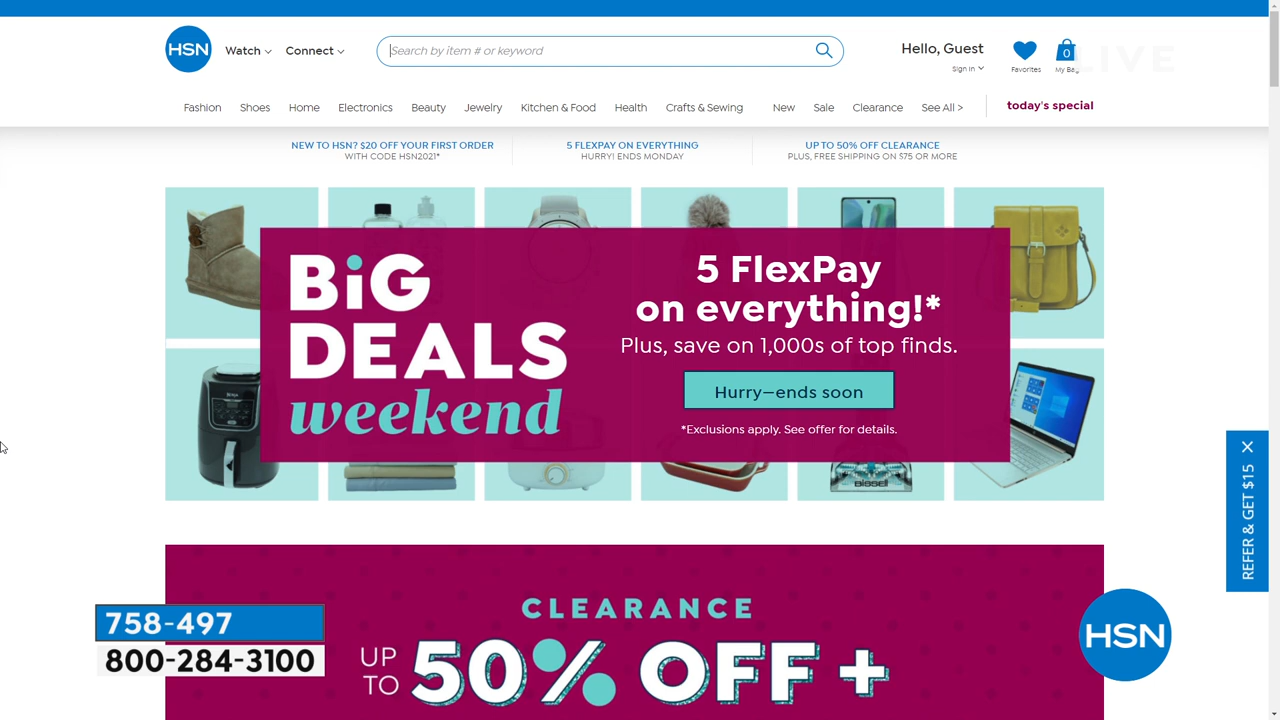 HSN
Watch
Connect
Search by item # or keyword
Hello, Guest
Sign In
Favorites
0
My Bag
LIVE
Fashion
Shoes
Home
Electronics
Beauty
Jewelry
Kitchen & Food
Health
Crafts & Sewing
New
Sale
Clearance
See All >
today's special
NEW TO HSN? $20 OFF YOUR FIRST ORDER
WITH CODE HSN2021*
5 FLEXPAY ON EVERYTHING
HURRY! ENDS MONDAY
UP TO 50% OFF CLEARANCE
PLUS, FREE SHIPPING ON $75 OR MORE
BiG
DEALS
weekend
5 FlexPay
on everything!*
Plus, save on 1,000s of top finds.
Hurry—ends soon
*Exclusions apply. See offer for details.
BISSELL
REFER & GET $15
CLEARANCE
UP
TO
50% OFF +
758-497
800-284-3100
HSN